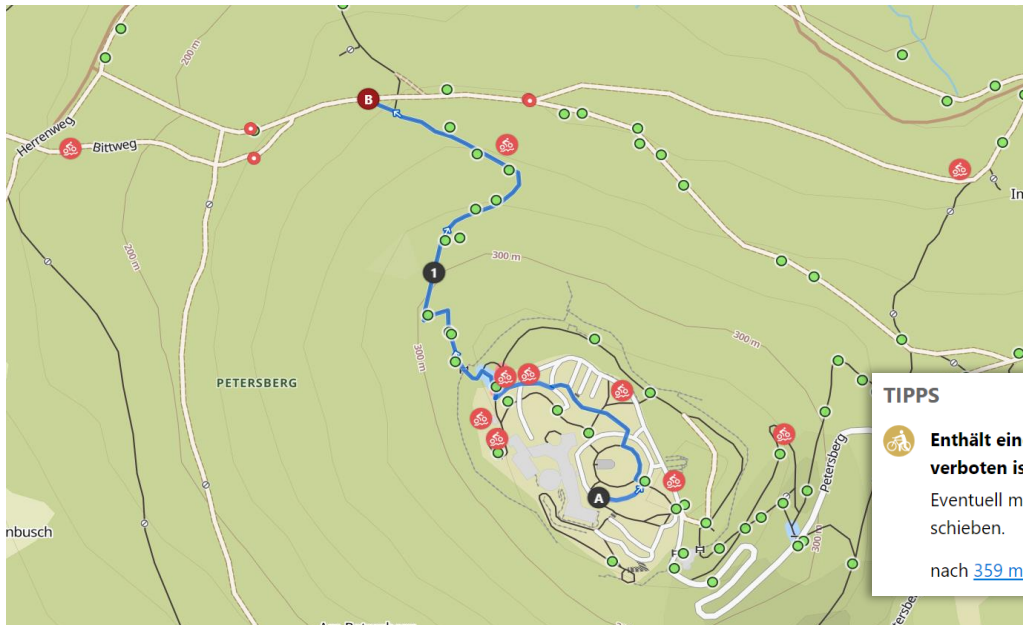 200 m
B
Herrenweg
Bittweg
200 m
300 m
1
300 m
300 m
PETERSBERG
TIPPS
Enthält ein
verboten is
Eventuell m
schieben.
nach 359 m
Petersberg
A
nbusch
300 m